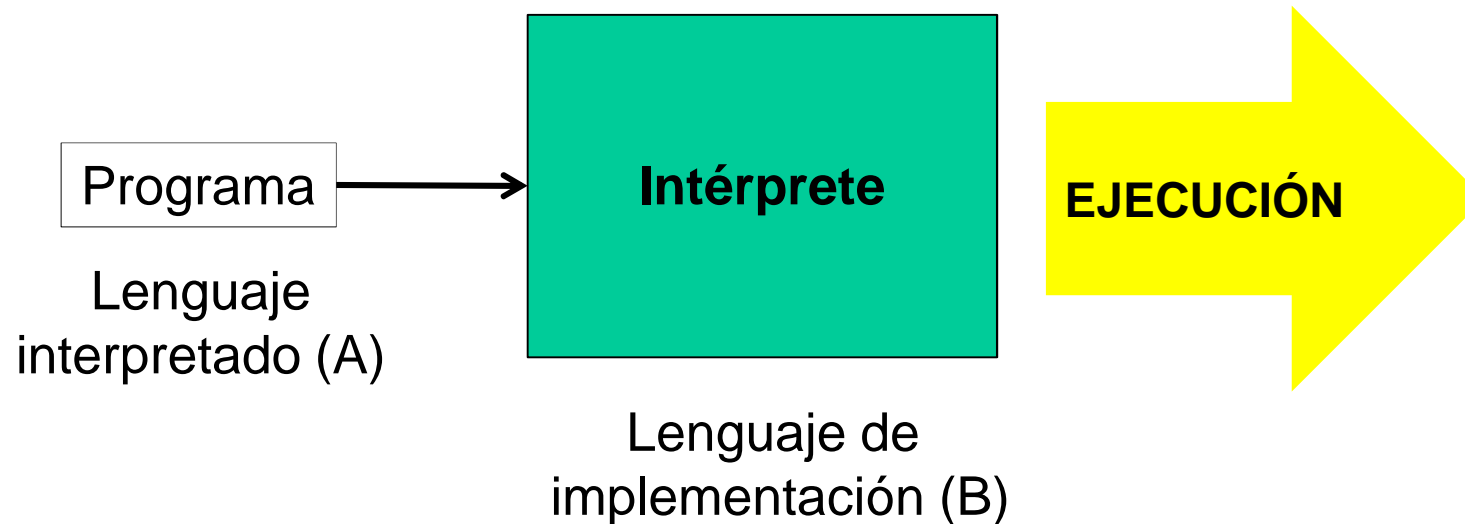 Programa
Intérprete
EJECUCIÓN
Lenguaje
interpretado (A)
Lenguaje de
implementación (B)